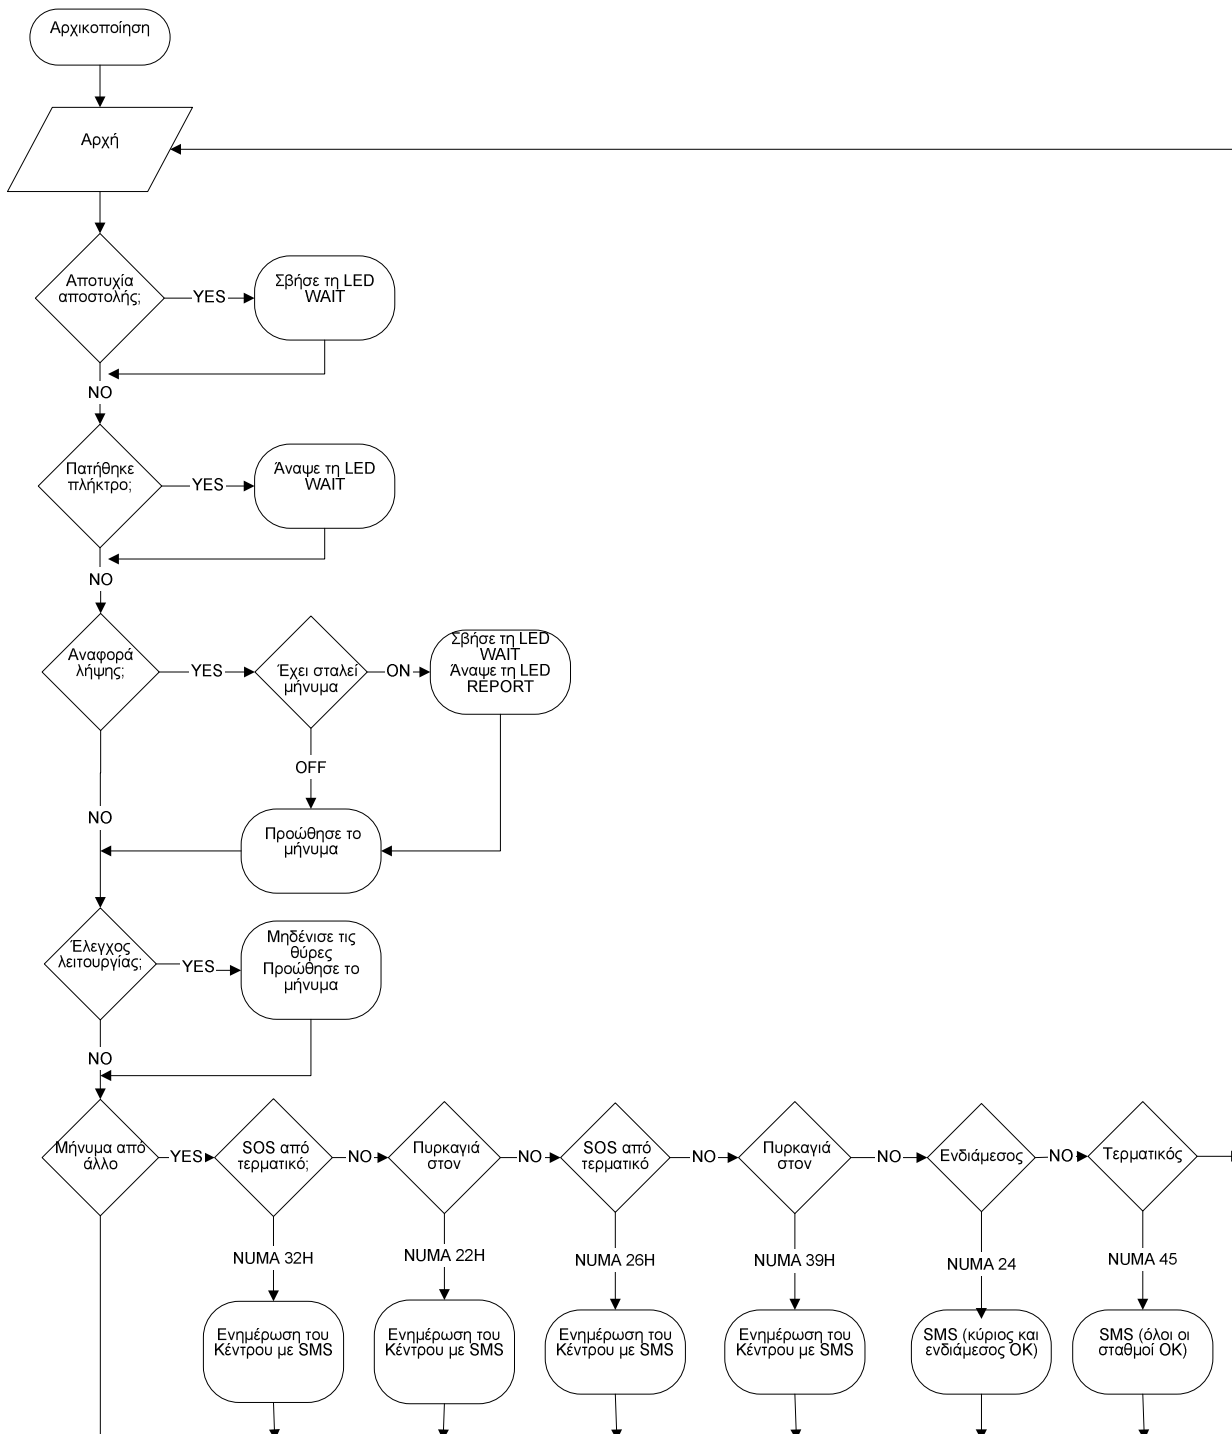 Αρχικοποίηση
Αρχή
Αποτυχία
αποστολής;
YES
Σβήσε τη LED
WAIT
NO
Πατήθηκε
πλήκτρο;
YES
Άναψε τη LED
WAIT
NO
Αναφορά
λήψης;
YES
Έχει σταλεί
μήνυμα
ON
Σβήσε τη LED
WAIT
Άναψε τη LED
REPORT
OFF
NO
Προώθησε το
μήνυμα
Έλεγχος
λειτουργίας;
YES
Μηδένισε τις
θύρες
Προώθησε το
μήνυμα
NO
Μήνυμα από
άλλο
YES
SOS από
τερματικό;
NO
Πυρκαγιά
στον
NO
SOS από
τερματικό
NO
Πυρκαγιά
στον
NO
Ενδιάμεσος
NO
Τερματικός
NUMA 32H
NUMA 22H
NUMA 26H
NUMA 39H
NUMA 24
NUMA 45
Ενημέρωση του
Κέντρου με SMS
Ενημέρωση του
Κέντρου με SMS
Ενημέρωση του
Κέντρου με SMS
Ενημέρωση του
Κέντρου με SMS
SMS (κύριος και
ενδιάμεσος OK)
SMS (όλοι οι
σταθμοί OK)